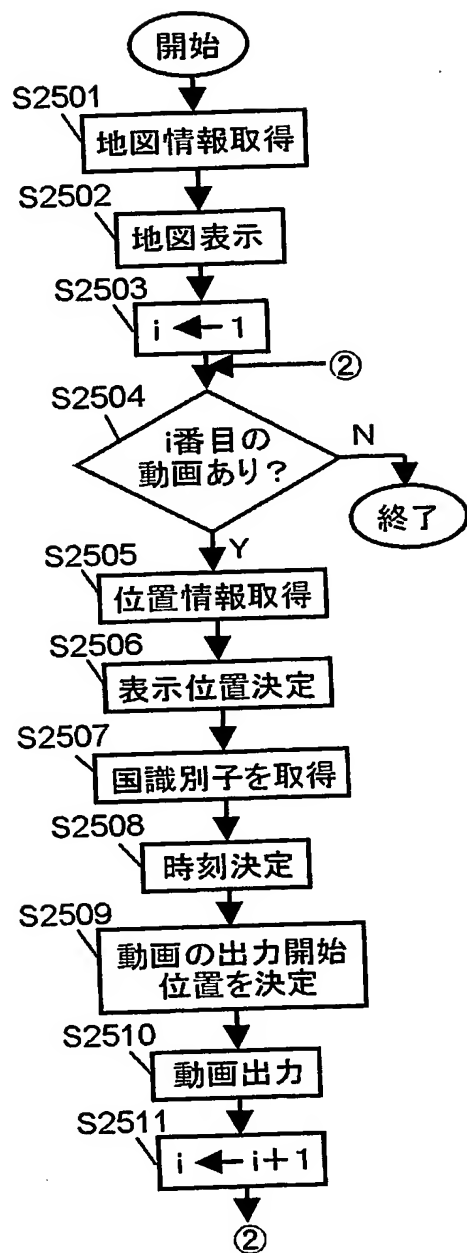 開始
S2501
地図情報取得
S2502
地図表示
S2503
i ← 1
②
S2504
i番目の
動画あり?
N
終了
Y
S2505
位置情報取得
S2506
表示位置決定
S2507
国識別子を取得
S2508
時刻決定
S2509
動画の出力開始
位置を決定
S2510
動画出力
S2511
i ← i+1
②